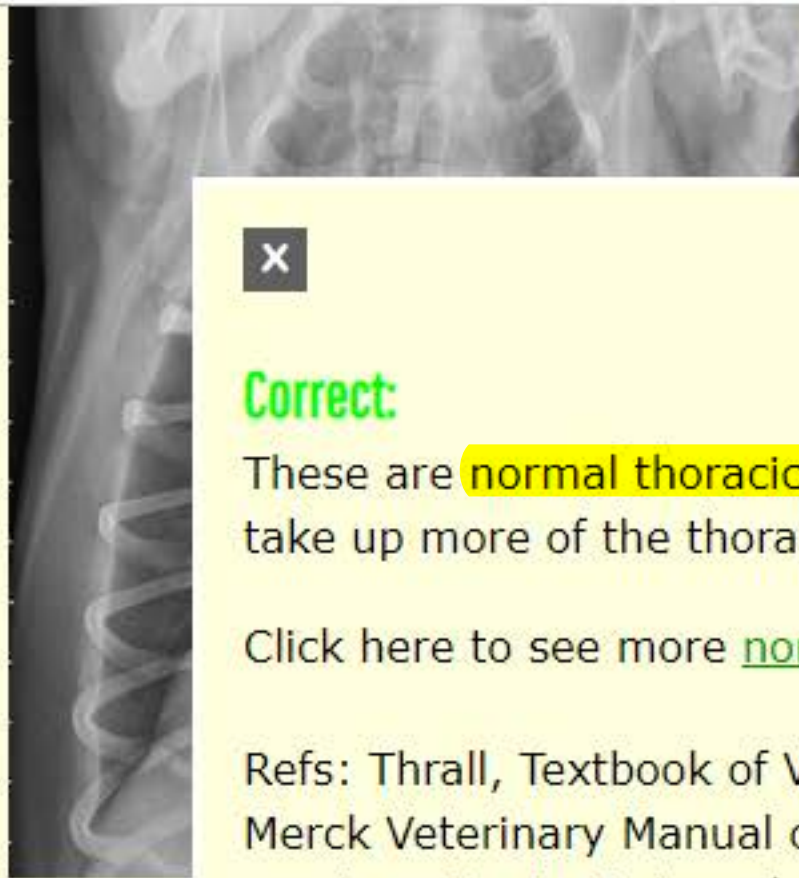 X
Correct:
These are normal thoracic
take up more of the thora
Click here to see more nor
Refs: Thrall, Textbook of V
Merck Veterinary Manual o